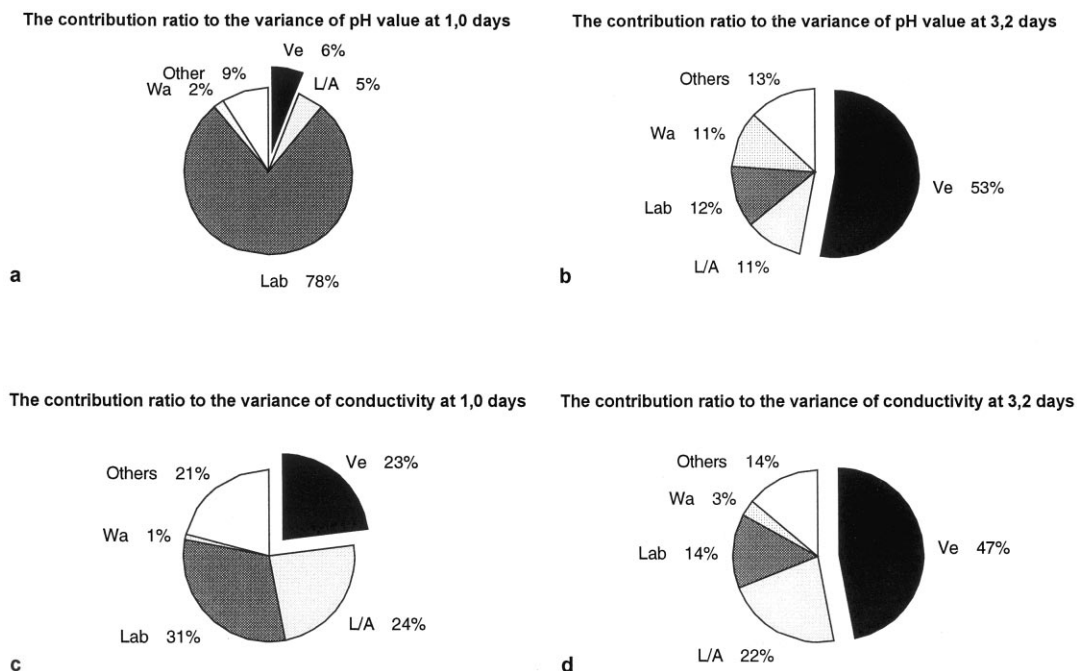 The contribution ratio to the variance of pH value at 1,0 days
Ve 6%
Other 9%
L/A 5%
Wa 2%
Lab 78%
a
The contribution ratio to the variance of pH value at 3,2 days
Others 13%
Wa 11%
Ve 53%
Lab 12%
L/A 11%
b
The contribution ratio to the variance of conductivity at 1,0 days
Ve 23%
Others 21%
Wa 1%
L/A 24%
Lab 31%
c
The contribution ratio to the variance of conductivity at 3,2 days
Others 14%
Wa 3%
Ve 47%
Lab 14%
L/A 22%
d